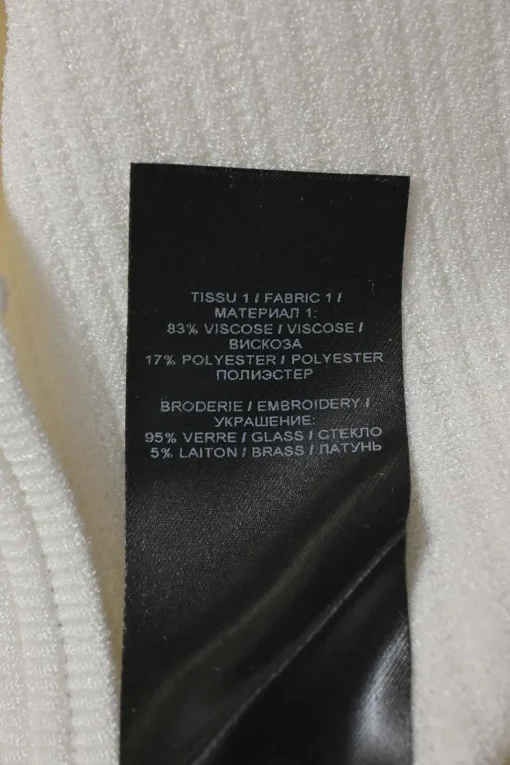 TISSU 1 / FABRIC 1 /
МАТЕРИАЛ 1:
83% VISCOSE / VISCOSE /
ВИСКОЗА
17% POLYESTER / POLYESTER
ПОЛИЭСТЕР
BRODERIE / EMBROIDERY /
УКРАШЕНИЕ:
95% VERRE / GLASS / СТЕКЛО
5% LAITON / BRASS / ЛАТУНЬ